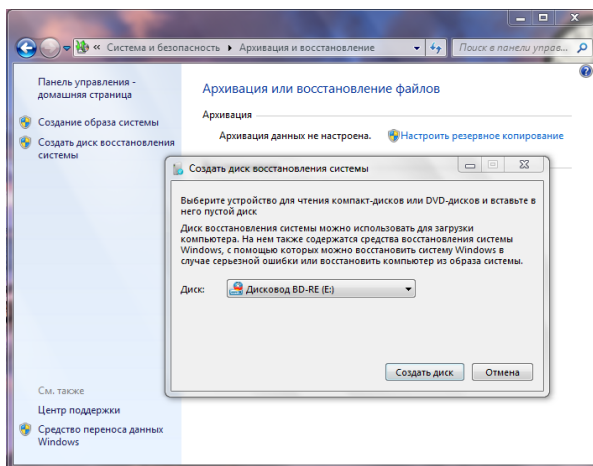 « Система и безопасность ▸ Архивация и восстановление
Поиск в панели управ...
Панель управления -
домашняя страница
Создание образа системы
Создать диск восстановления
системы
Архивация или восстановление файлов
Архивация
Архивация данных не настроена.
Настроить резервное копирование
Создать диск восстановления системы
Выберите устройство для чтения компакт-дисков или DVD-дисков и вставьте в
него пустой диск
Диск восстановления системы можно использовать для загрузки
компьютера. На нем также содержатся средства восстановления системы
Windows, с помощью которых можно восстановить систему Windows в
случае серьезной ошибки или восстановить компьютер из образа системы.
Диск:
Дисковод BD-RE (E:)
Создать диск
Отмена
См. также
Центр поддержки
Средство переноса данных
Windows